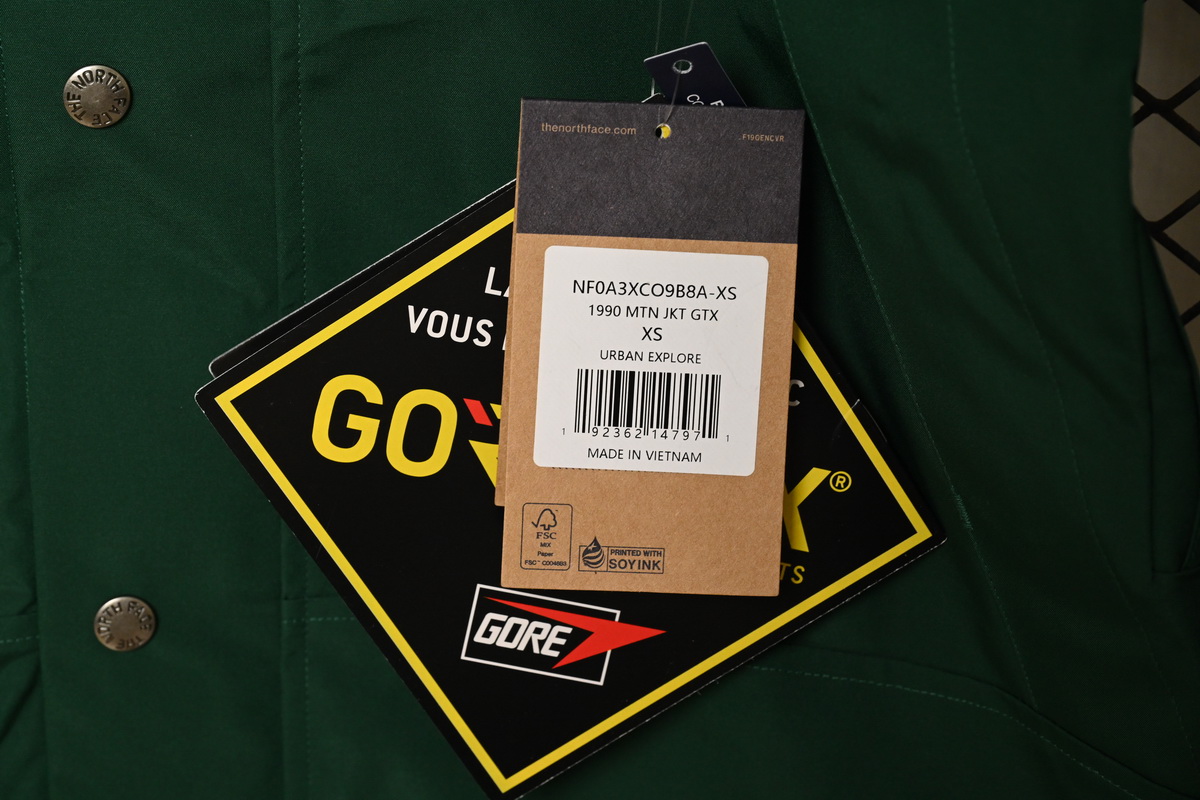 THE NORTH FACE
thenorthface.com
F19GENCVR
NF0A3XCO9B8A-XS
1990 MTN JKT GTX
XS
URBAN EXPLORE
1 92362 14797 1
MADE IN VIETNAM
FSC
MIX
Paper
PRINTED WITH
SOYINK
VOUS
GO
®
TS
GORE
THE NORTH FACE